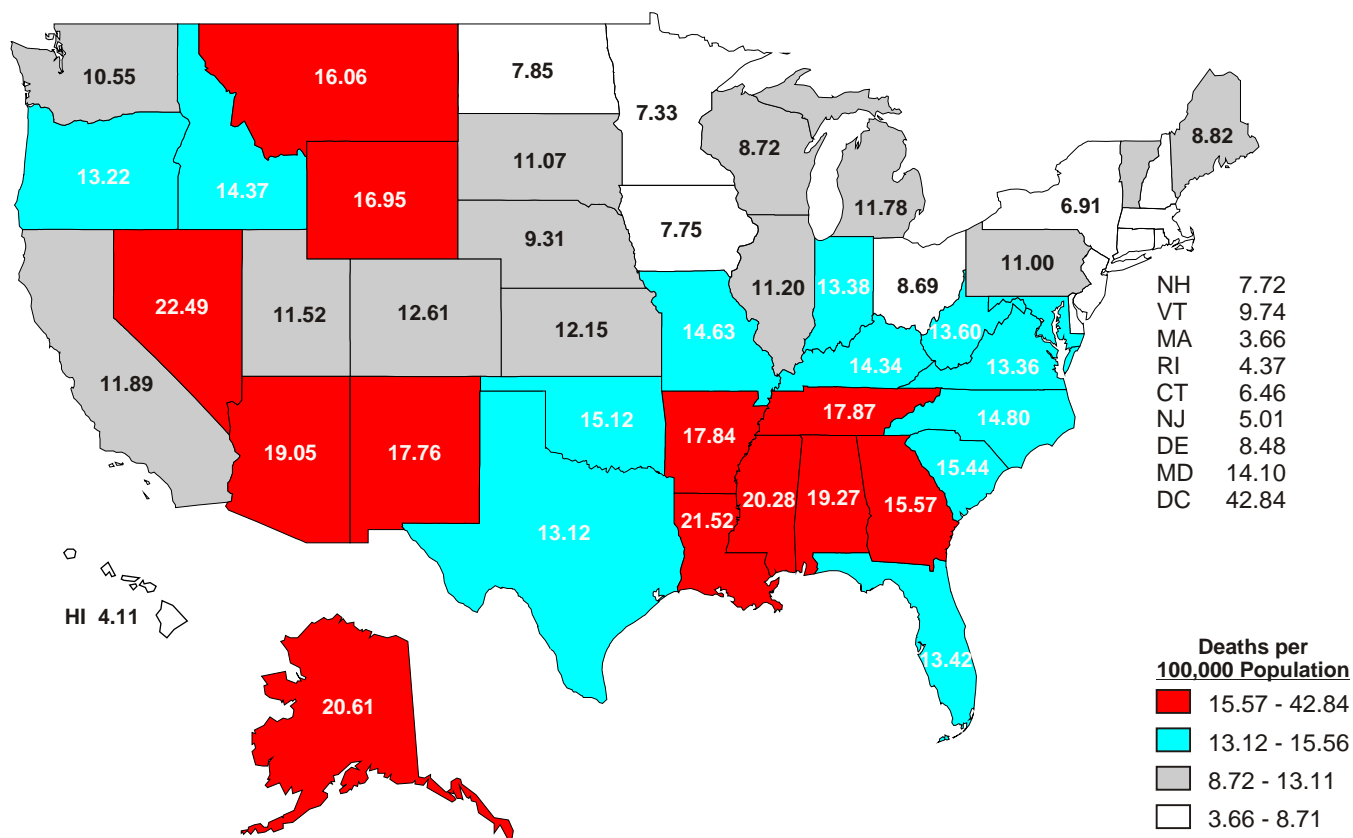 10.55
16.06
7.85
7.33
8.82
13.22
14.37
16.95
11.07
8.72
11.78
6.91
9.31
7.75
11.00
22.49
11.52
12.61
12.15
14.63
11.20
13.38
8.69
13.60
14.34
13.36
11.89
19.05
17.76
15.12
17.84
17.87
14.80
15.44
13.12
21.52
20.28
19.27
15.57
13.42
NH 7.72
VT 9.74
MA 3.66
RI 4.37
CT 6.46
NJ 5.01
DE 8.48
MD 14.10
DC 42.84
HI 4.11
20.61
Deaths per
100,000 Population
15.57 - 42.84
13.12 - 15.56
8.72 - 13.11
3.66 - 8.71